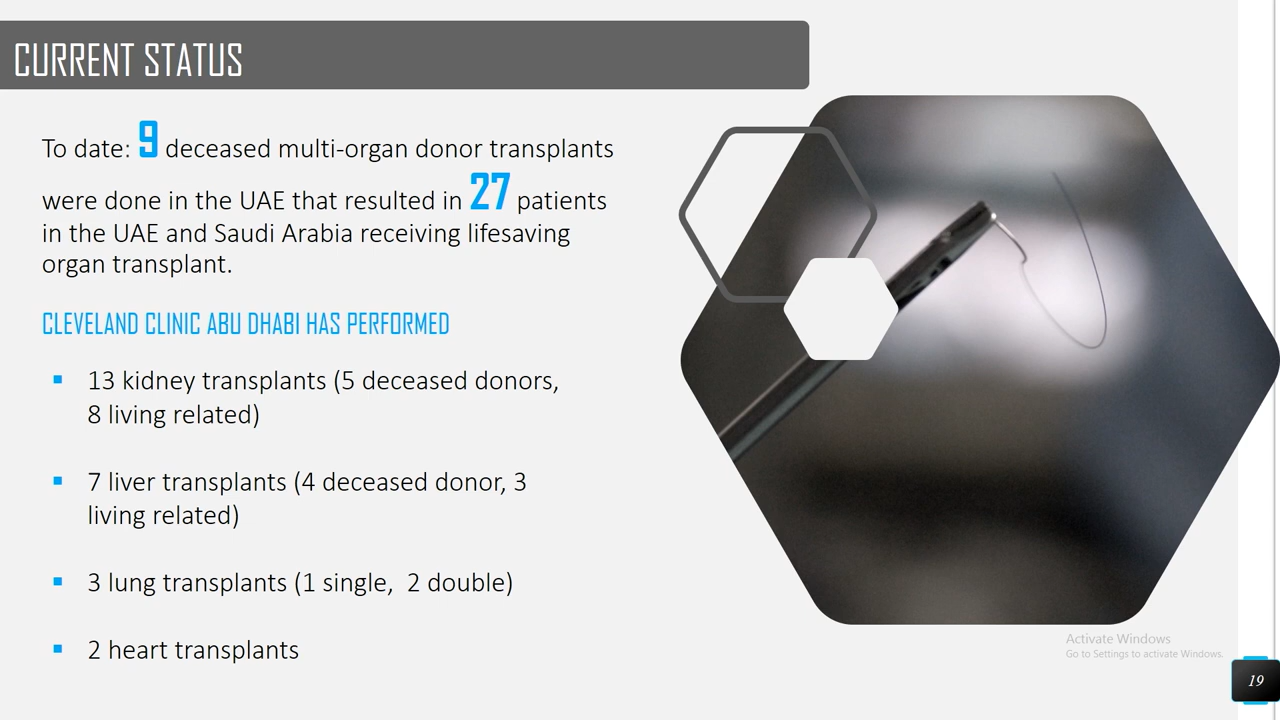 CURRENT STATUS
To date: 9 deceased multi-organ donor transplants
were done in the UAE that resulted in 27 patients
in the UAE and Saudi Arabia receiving lifesaving
organ transplant.
CLEVELAND CLINIC ABU DHABI HAS PERFORMED
▪ 13 kidney transplants (5 deceased donors,
8 living related)
▪ 7 liver transplants (4 deceased donor, 3
living related)
▪ 3 lung transplants (1 single, 2 double)
▪ 2 heart transplants
Activate Windows
Go to Settings to activate Windows.
19